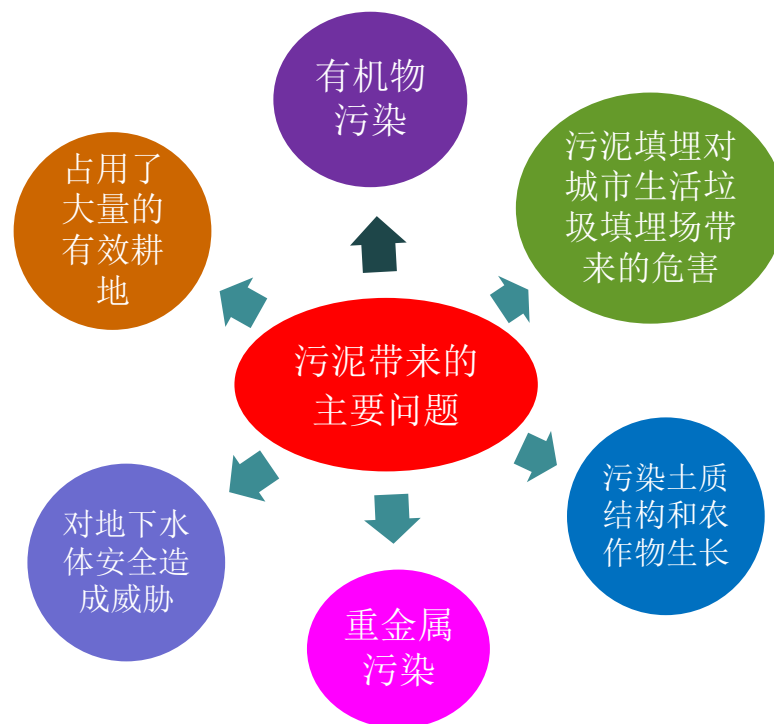 有机物
污染
污泥填埋对
城市生活垃
圾填埋场带
来的危害
占用了
大量的
有效耕
地
污泥带来的
主要问题
污染土质
结构和农
作物生长
对地下水
体安全造
成威胁
重金属
污染